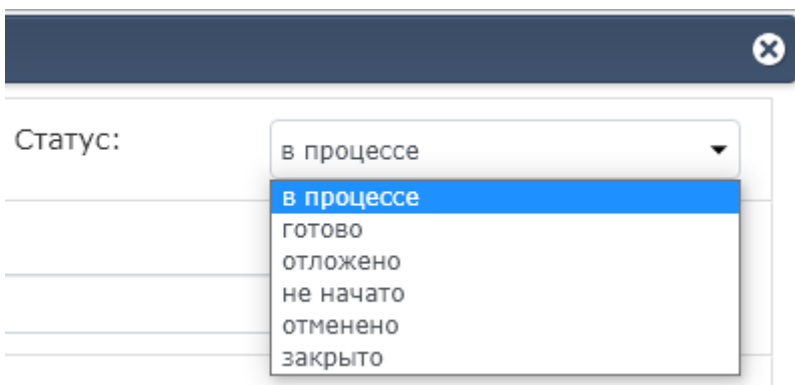 Статус:
в процессе
в процессе
готово
отложено
не начато
отменено
закрыто